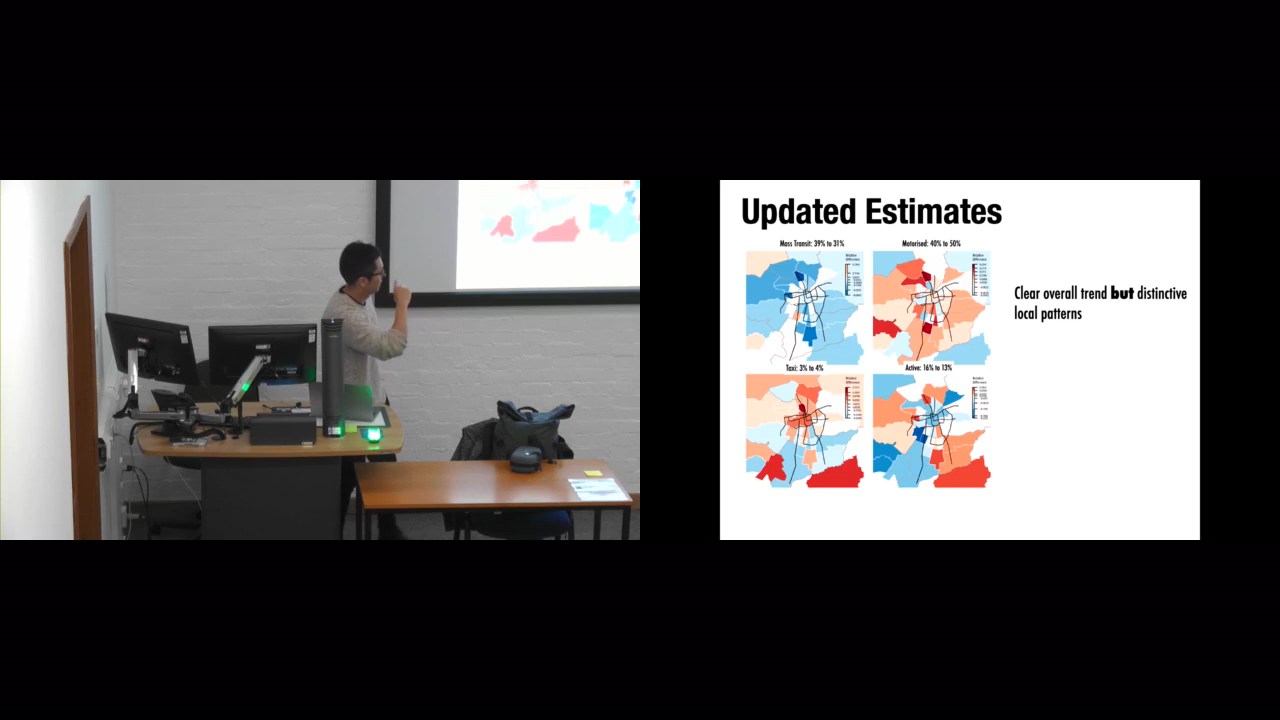 Updated Estimates
Mass Transit: 39% to 31%
Motorised: 40% to 50%
Clear overall trend but distinctive
local patterns
Taxi: 3% to 4%
Active: 16% to 13%